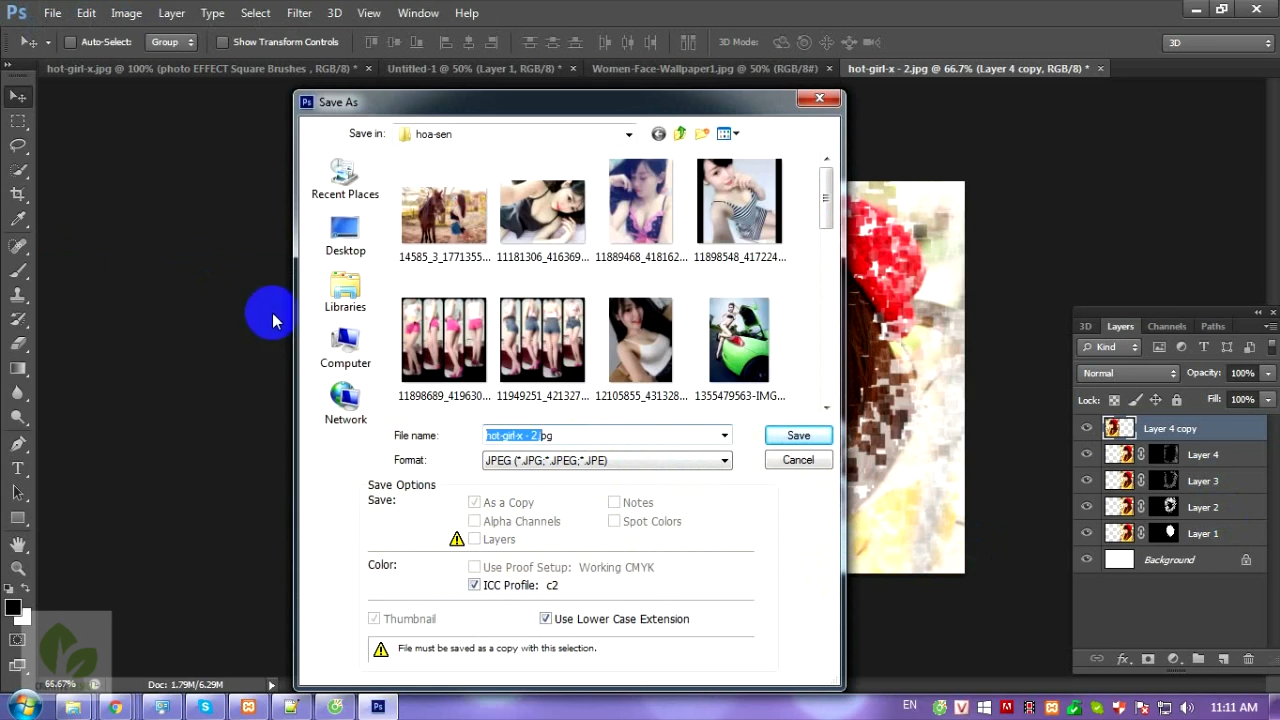 Ps File Edit Image Layer Type Select Filter 3D View Window Help
Auto-Select: Group Show Transform Controls 3D Mode: 3D
hot-girl-x.jpg @ 100% (photo EFFECT Square Brushes , RGB/8) * × Untitled-1 @ 50% (Layer 1, RGB/8) * × Women-Face-Wallpaper1.jpg @ 50% (RGB/8#) × hot-girl-x - 2.jpg @ 66.7% (Layer 4 copy, RGB/8) * ×
Ps Save As
Save in: hoa-sen
Recent Places
Desktop
Libraries
Computer
Network
14585_3_1771355... 11181306_416369... 11889468_418162... 11898548_417224...
11898689_419630... 11949251_421327... 12105855_431328... 1355479563-IMG...
File name: hot-girl-x - 2.jpg Save
Format: JPEG (*.JPG;*.JPEG;*.JPE) Cancel
Save Options
Save: As a Copy Notes
Alpha Channels Spot Colors
Layers
Color: Use Proof Setup: Working CMYK
ICC Profile: c2
Thumbnail Use Lower Case Extension
File must be saved as a copy with this selection.
3D Layers Channels Paths
Kind
Normal Opacity: 100%
Lock: Fill: 100%
Layer 4 copy
Layer 4
Layer 3
Layer 2
Layer 1
Background
66.67% Doc: 1.79M/6.29M
EN 11:11 AM